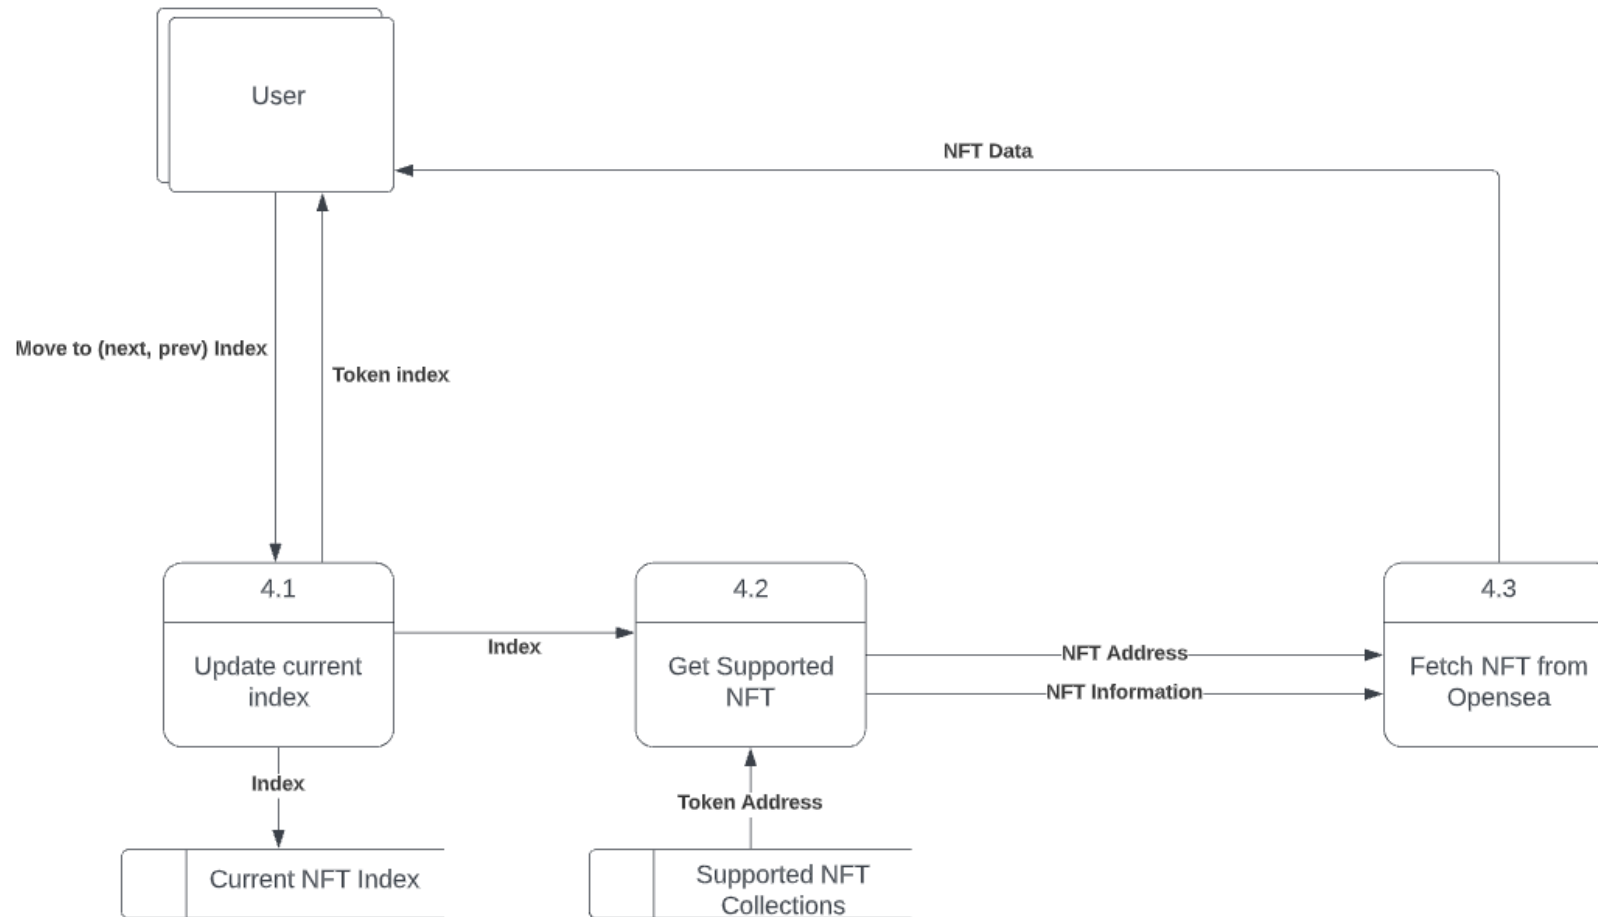 User
NFT Data
Move to (next, prev) Index
Token index
4.1
Update current
index
Index
4.2
Get Supported
NFT
NFT Address
NFT Information
4.3
Fetch NFT from
Opensea
Index
Token Address
Current NFT Index
Supported NFT
Collections